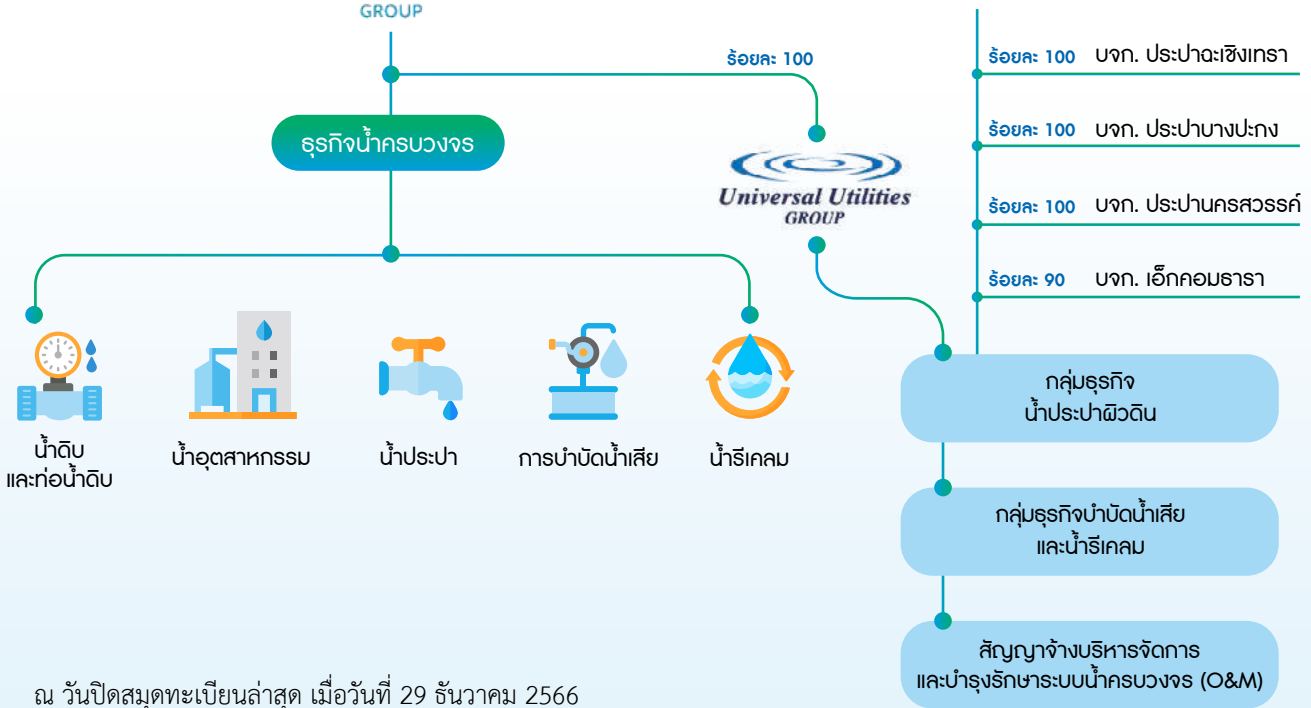 GROUP
ร้อยละ 100
ธุรกิจน้ำครบวงจร
Universal Utilities
GROUP
ร้อยละ 100 บจก. ประปาฉะเชิงเทรา
ร้อยละ 100 บจก. ประปาบางปะกง
ร้อยละ 100 บจก. ประปานครสวรรค์
ร้อยละ 90 บจก. เอ็กคอมธารา
น้ำดิบ
และท่อน้ำดิบ
น้ำอุตสาหกรรม
น้ำประปา
การบำบัดน้ำเสีย
น้ำรีเคลม
กลุ่มธุรกิจ
น้ำประปาผิวดิน
กลุ่มธุรกิจบำบัดน้ำเสีย
และน้ำรีเคลม
สัญญาจ้างบริหารจัดการ
และบำรุงรักษาระบบน้ำครบวงจร (O&M)
ณ วันปิดสมุดทะเบียนล่าสุด เมื่อวันที่ 29 ธันวาคม 2566